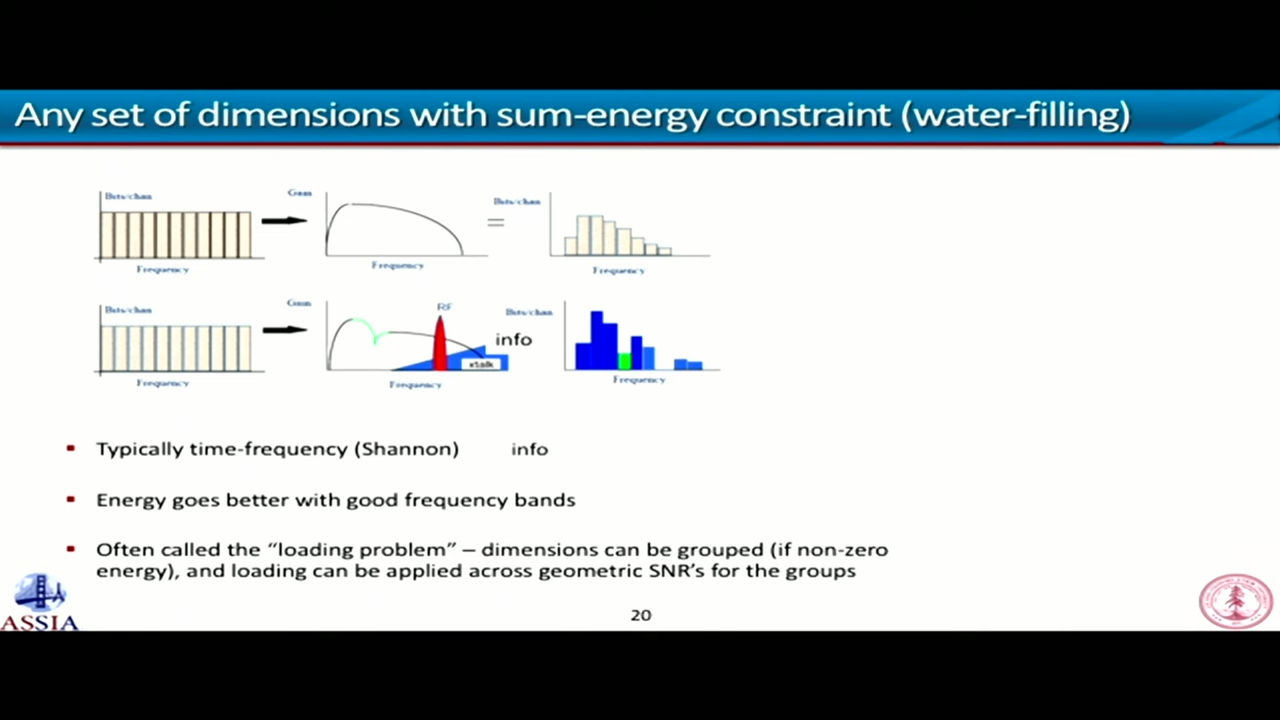 Any set of dimensions with sum-energy constraint (water-filling)
Bits/chan
Gain
Bits/chan
=
Frequency
Frequency
Frequency
Bits/chan
Gain
RF
Bits/chan
info
xtalk
Frequency
Frequency
Frequency
▪ Typically time-frequency (Shannon) info
▪ Energy goes better with good frequency bands
▪ Often called the “loading problem” – dimensions can be grouped (if non-zero
energy), and loading can be applied across geometric SNR’s for the groups
ASSIA
20